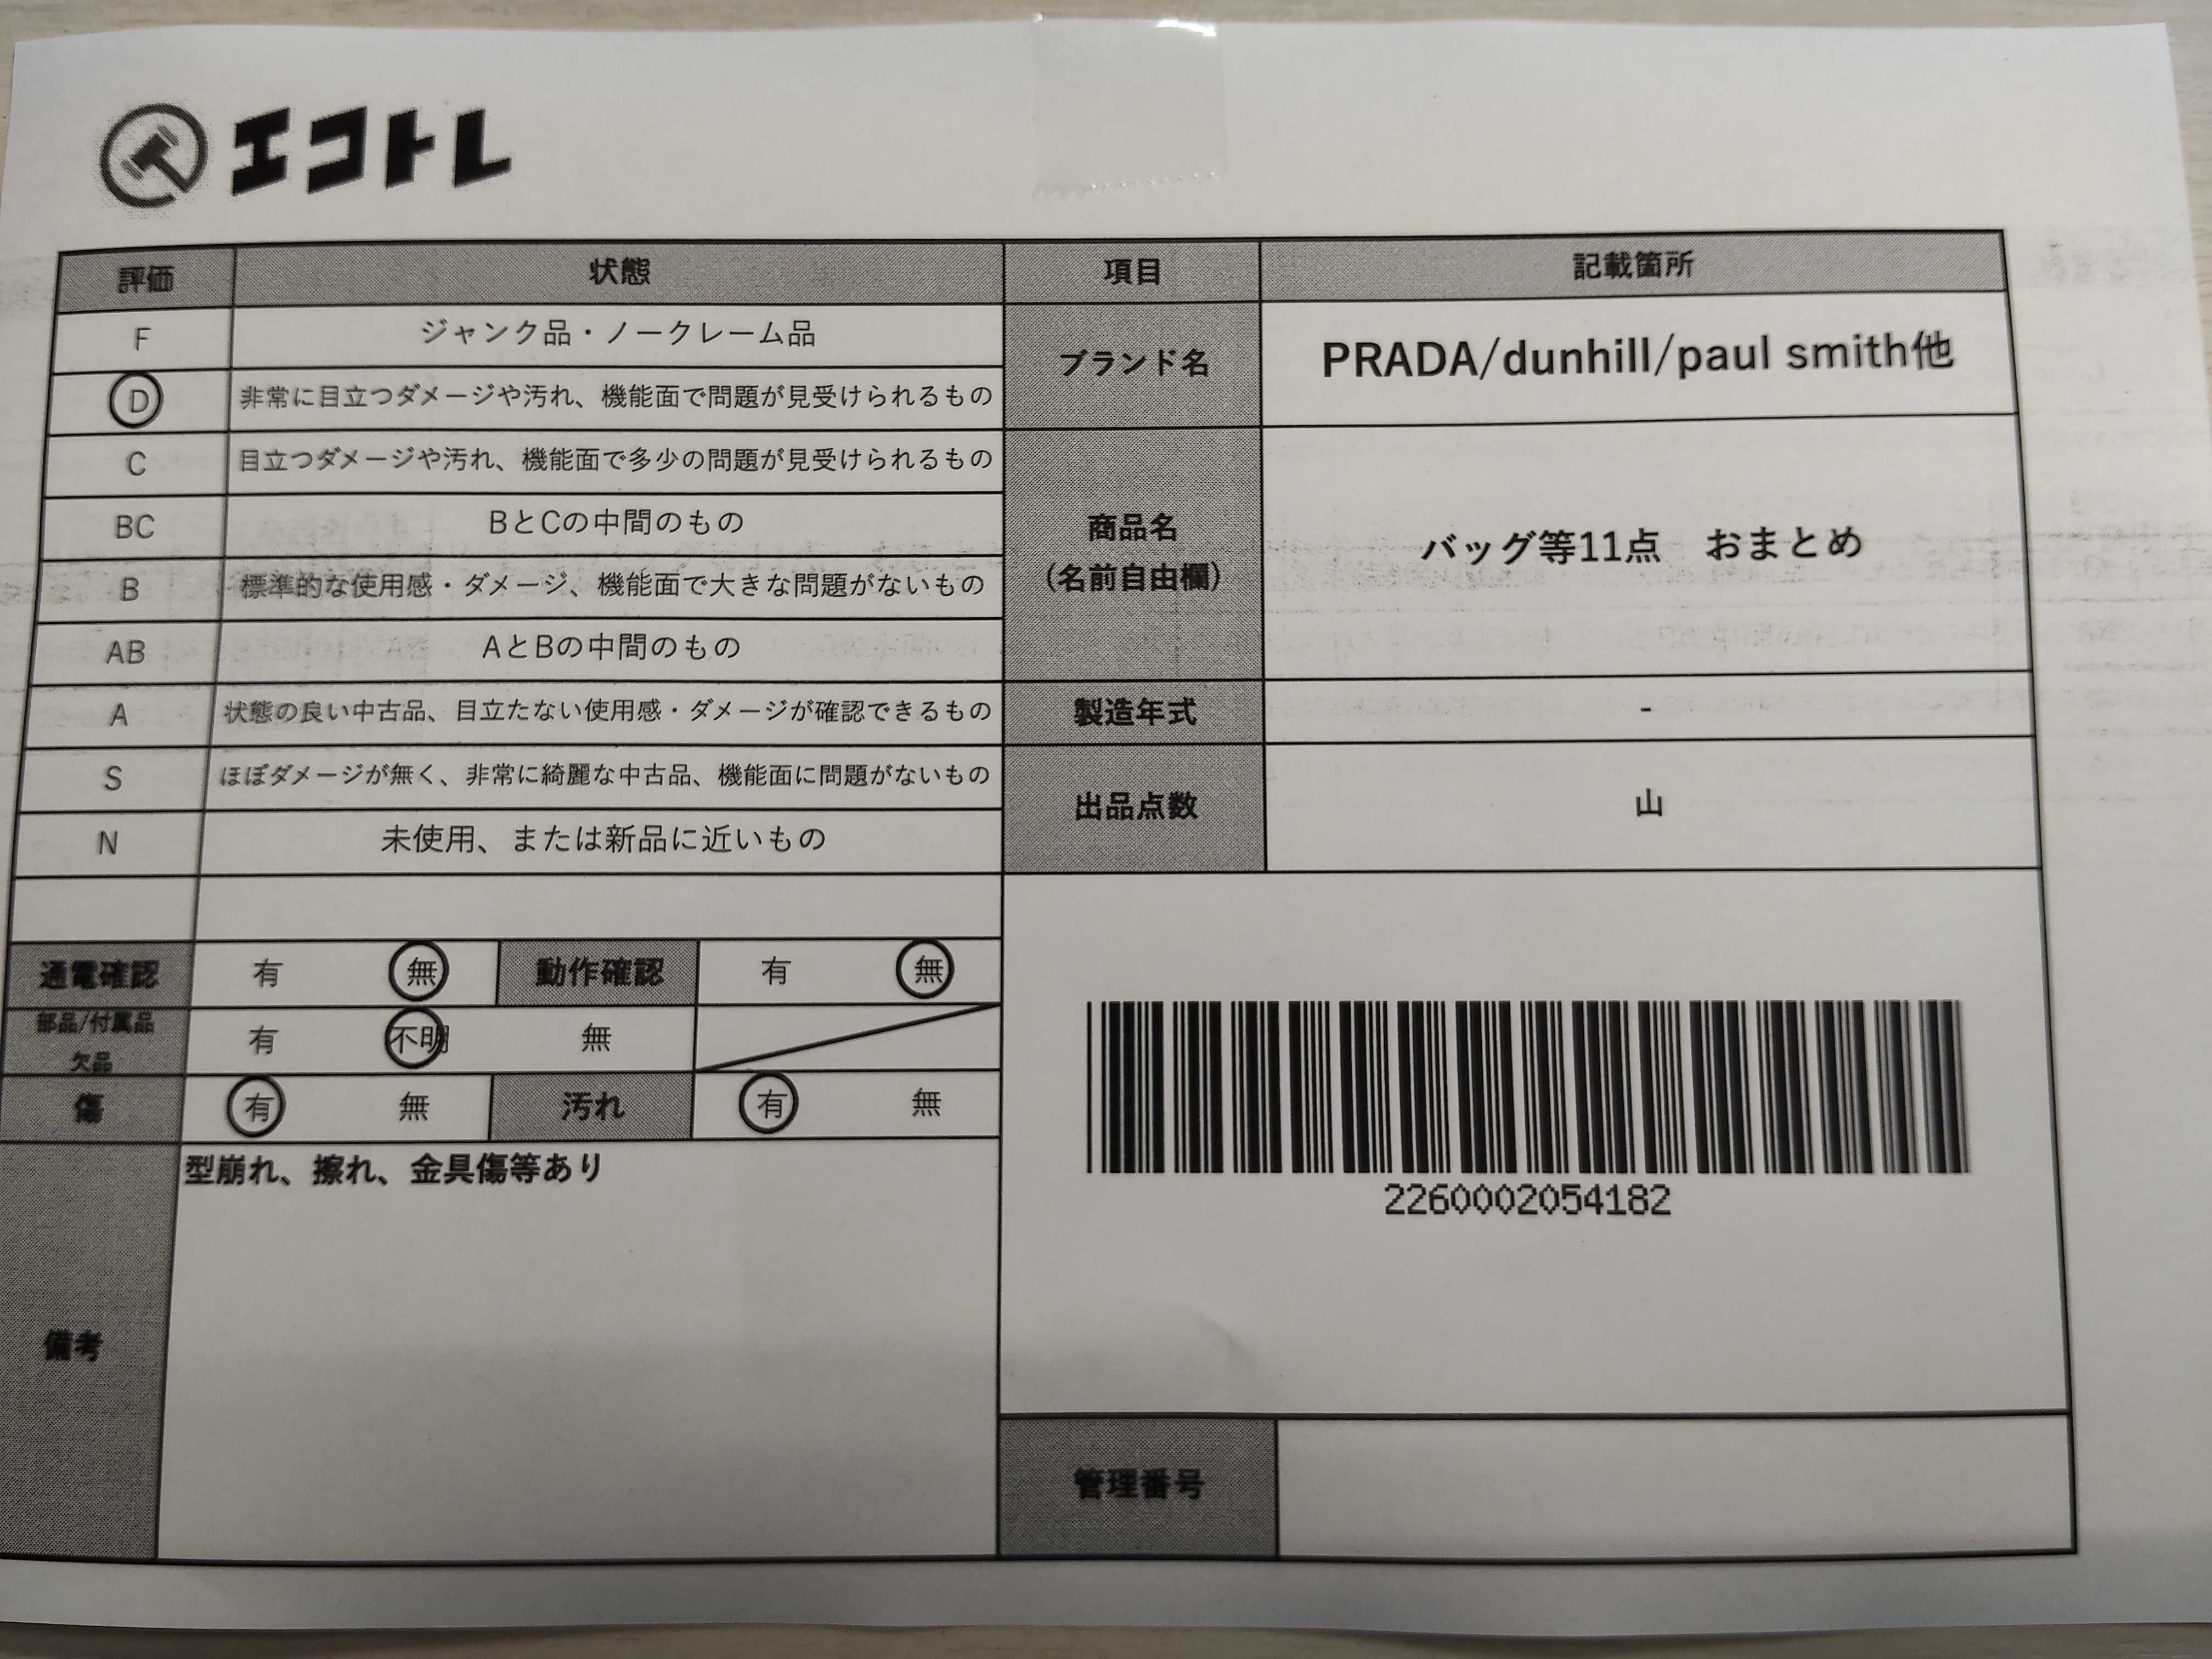 エコトレ
評価 状態 項目 記載箇所
F ジャンク品・ノークレーム品
D 非常に目立つダメージや汚れ、機能面で問題が見受けられるもの
ブランド名 PRADA/dunhill/paul smith他
C 目立つダメージや汚れ、機能面で多少の問題が見受けられるもの
BC BとCの中間のもの
商品名
(名前自由欄)
バッグ等11点 おまとめ
B 標準的な使用感・ダメージ、機能面で大きな問題がないもの
AB AとBの中間のもの
A 状態の良い中古品、目立たない使用感・ダメージが確認できるもの
製造年式 -
S ほぼダメージが無く、非常に綺麗な中古品、機能面に問題がないもの
出品点数 山
N 未使用、または新品に近いもの
通電確認 有 無 動作確認 有 無
部品/付属品
欠品
有 不明 無
傷 有 無 汚れ 有 無
備考
型崩れ、擦れ、金具傷等あり
2260002054182
管理番号